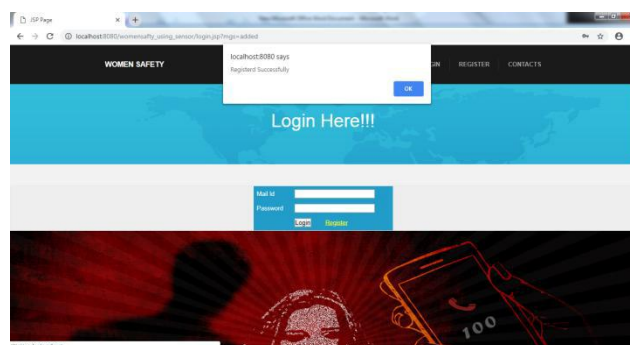 JSP Page
localhost:8080/womensafty_using_sensor/login.jsp?mgs=added
localhost:8080 says
Registerd Successfully
OK
WOMEN SAFETY
REGISTER
CONTACTS
Login Here!!!
Mail Id
Password
Login
Register
100